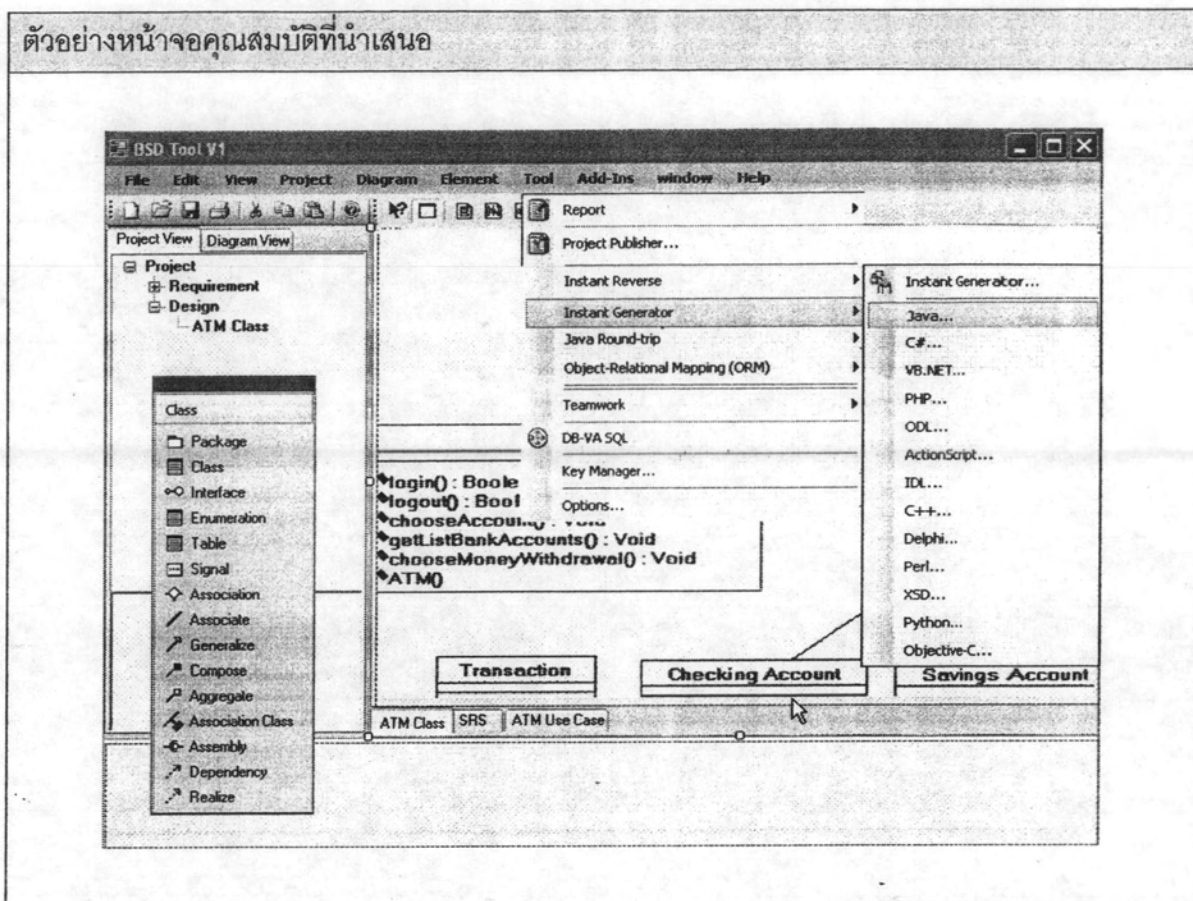 ตัวอย่างหน้าจอคุณสมบัติที่นำเสนอ
BSD Tool V1
File Edit View Project Diagram Element Tool Add-Ins window Help
Project View Diagram View
Project
Requirement
Design
ATM Class
Class
Package
Class
Interface
Enumeration
Table
Signal
Association
Associate
Generalize
Compose
Aggregate
Association Class
Assembly
Dependency
Realize
Report
Project Publisher...
Instant Reverse
Instant Generator
Java Round-trip
Object-Relational Mapping (ORM)
Teamwork
DB-VA SQL
Key Manager...
Options...
Instant Generator...
Java...
C#...
VB.NET...
PHP...
ODL...
ActionScript...
IDL...
C++...
Delphi...
Perl...
XSD...
Python...
Objective-C...
login() : Boole
logout() : Bool
chooseAccount() : Void
getListBankAccounts() : Void
chooseMoneyWithdrawal() : Void
ATM()
Transaction
Checking Account
Savings Account
ATM Class SRS ATM Use Case